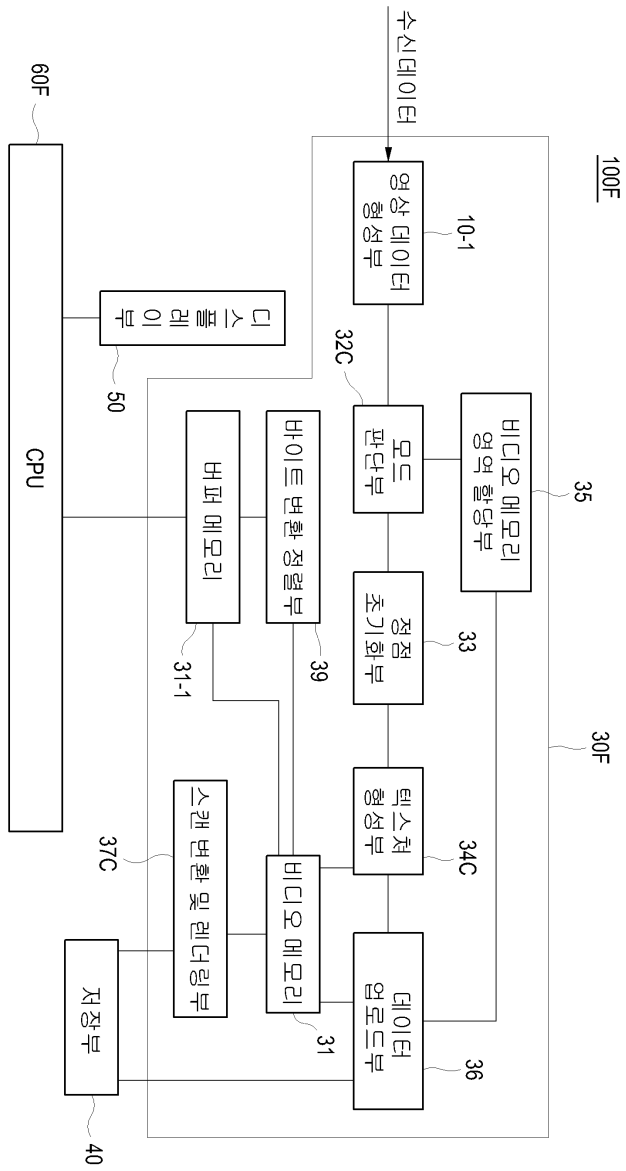 100F
수신데이터
영상 데이터
형성부
10-1
비디오 메모리
영역 할당부
35
모드
판단부
32C
정점
초기화부
33
텍스쳐
형성부
34C
데이터
업로드부
36
30F
바이트 변환 정렬부
39
버퍼 메모리
31-1
비디오 메모리
31
스캔 변환 및 렌더링부
37C
디스플레이부
50
저장부
40
CPU
60F